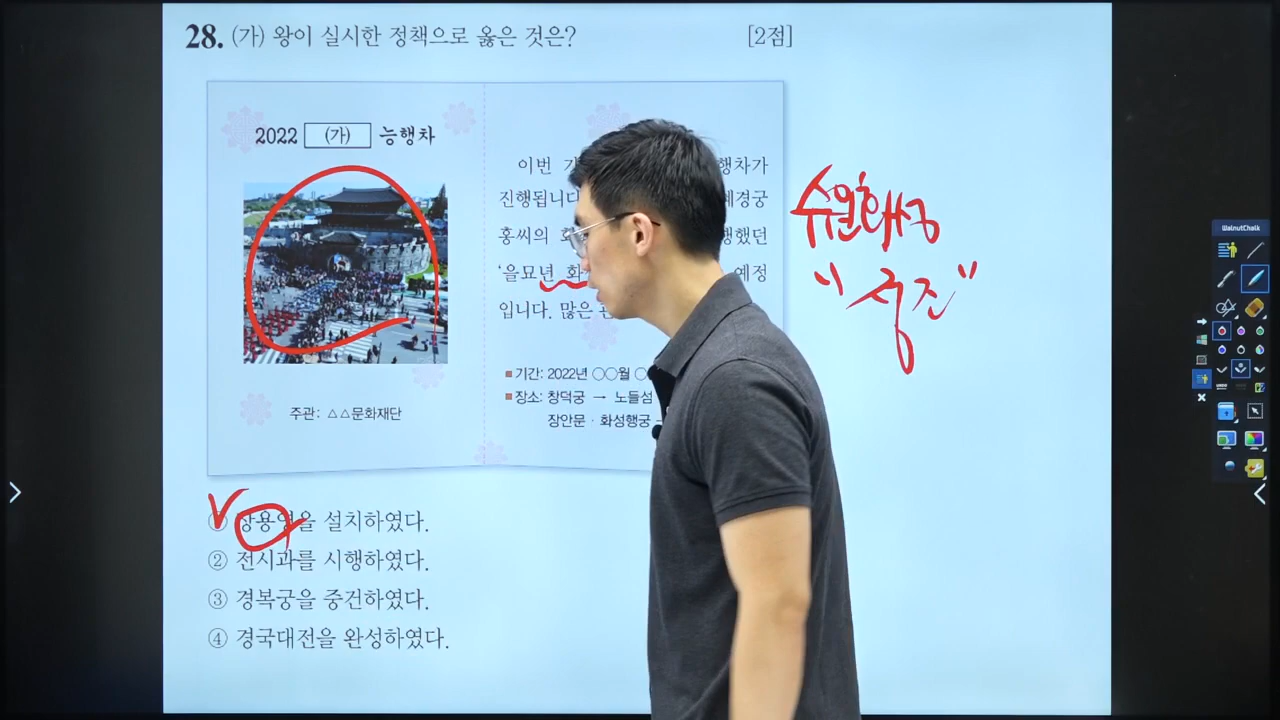 28. (가) 왕이 실시한 정책으로 옳은 것은? [2점]
2022 (가) 능행차
주관: △△문화재단
이번 행차가
진행됩니다 혜경궁
홍씨의 행했던
‘을묘년 화 예정
입니다. 많은
■ 기간: 2022년 ○○월 ○
■ 장소: 창덕궁 → 노들섬
장안문 · 화성행궁
수원화성
"정조"
① 장용영을 설치하였다.
② 전시과를 시행하였다.
③ 경복궁을 중건하였다.
④ 경국대전을 완성하였다.
WalnutChalk